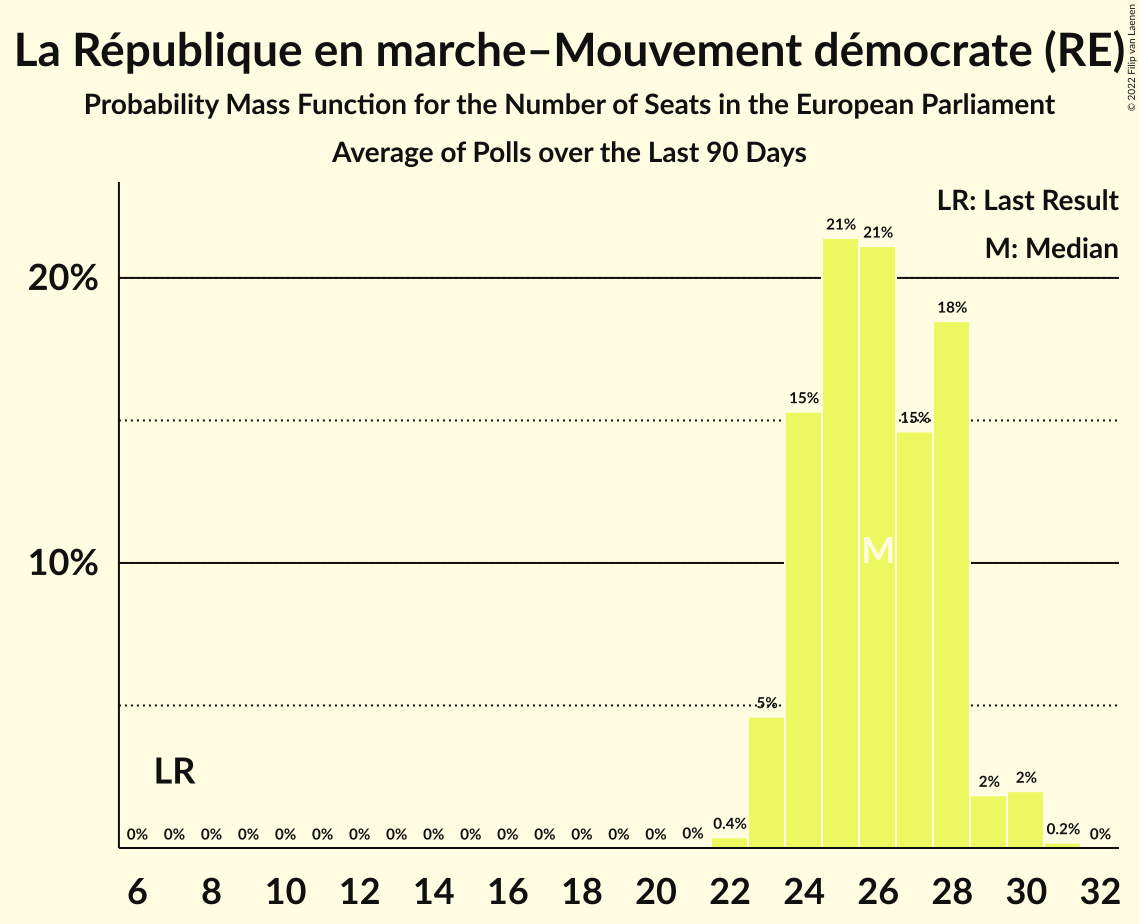 La République en marche–Mouvement démocrate (RE)
© 2022 Filip van Laenen
Probability Mass Function for the Number of Seats in the European Parliament
Average of Polls over the Last 90 Days
LR: Last Result
M: Median
20%
10%
21%
21%
18%
15%
15%
M
5%
LR
2%
2%
0% 0% 0% 0% 0% 0% 0% 0% 0% 0% 0% 0% 0% 0% 0% 0% 0.4% 0.2% 0%
6 8 10 12 14 16 18 20 22 24 26 28 30 32